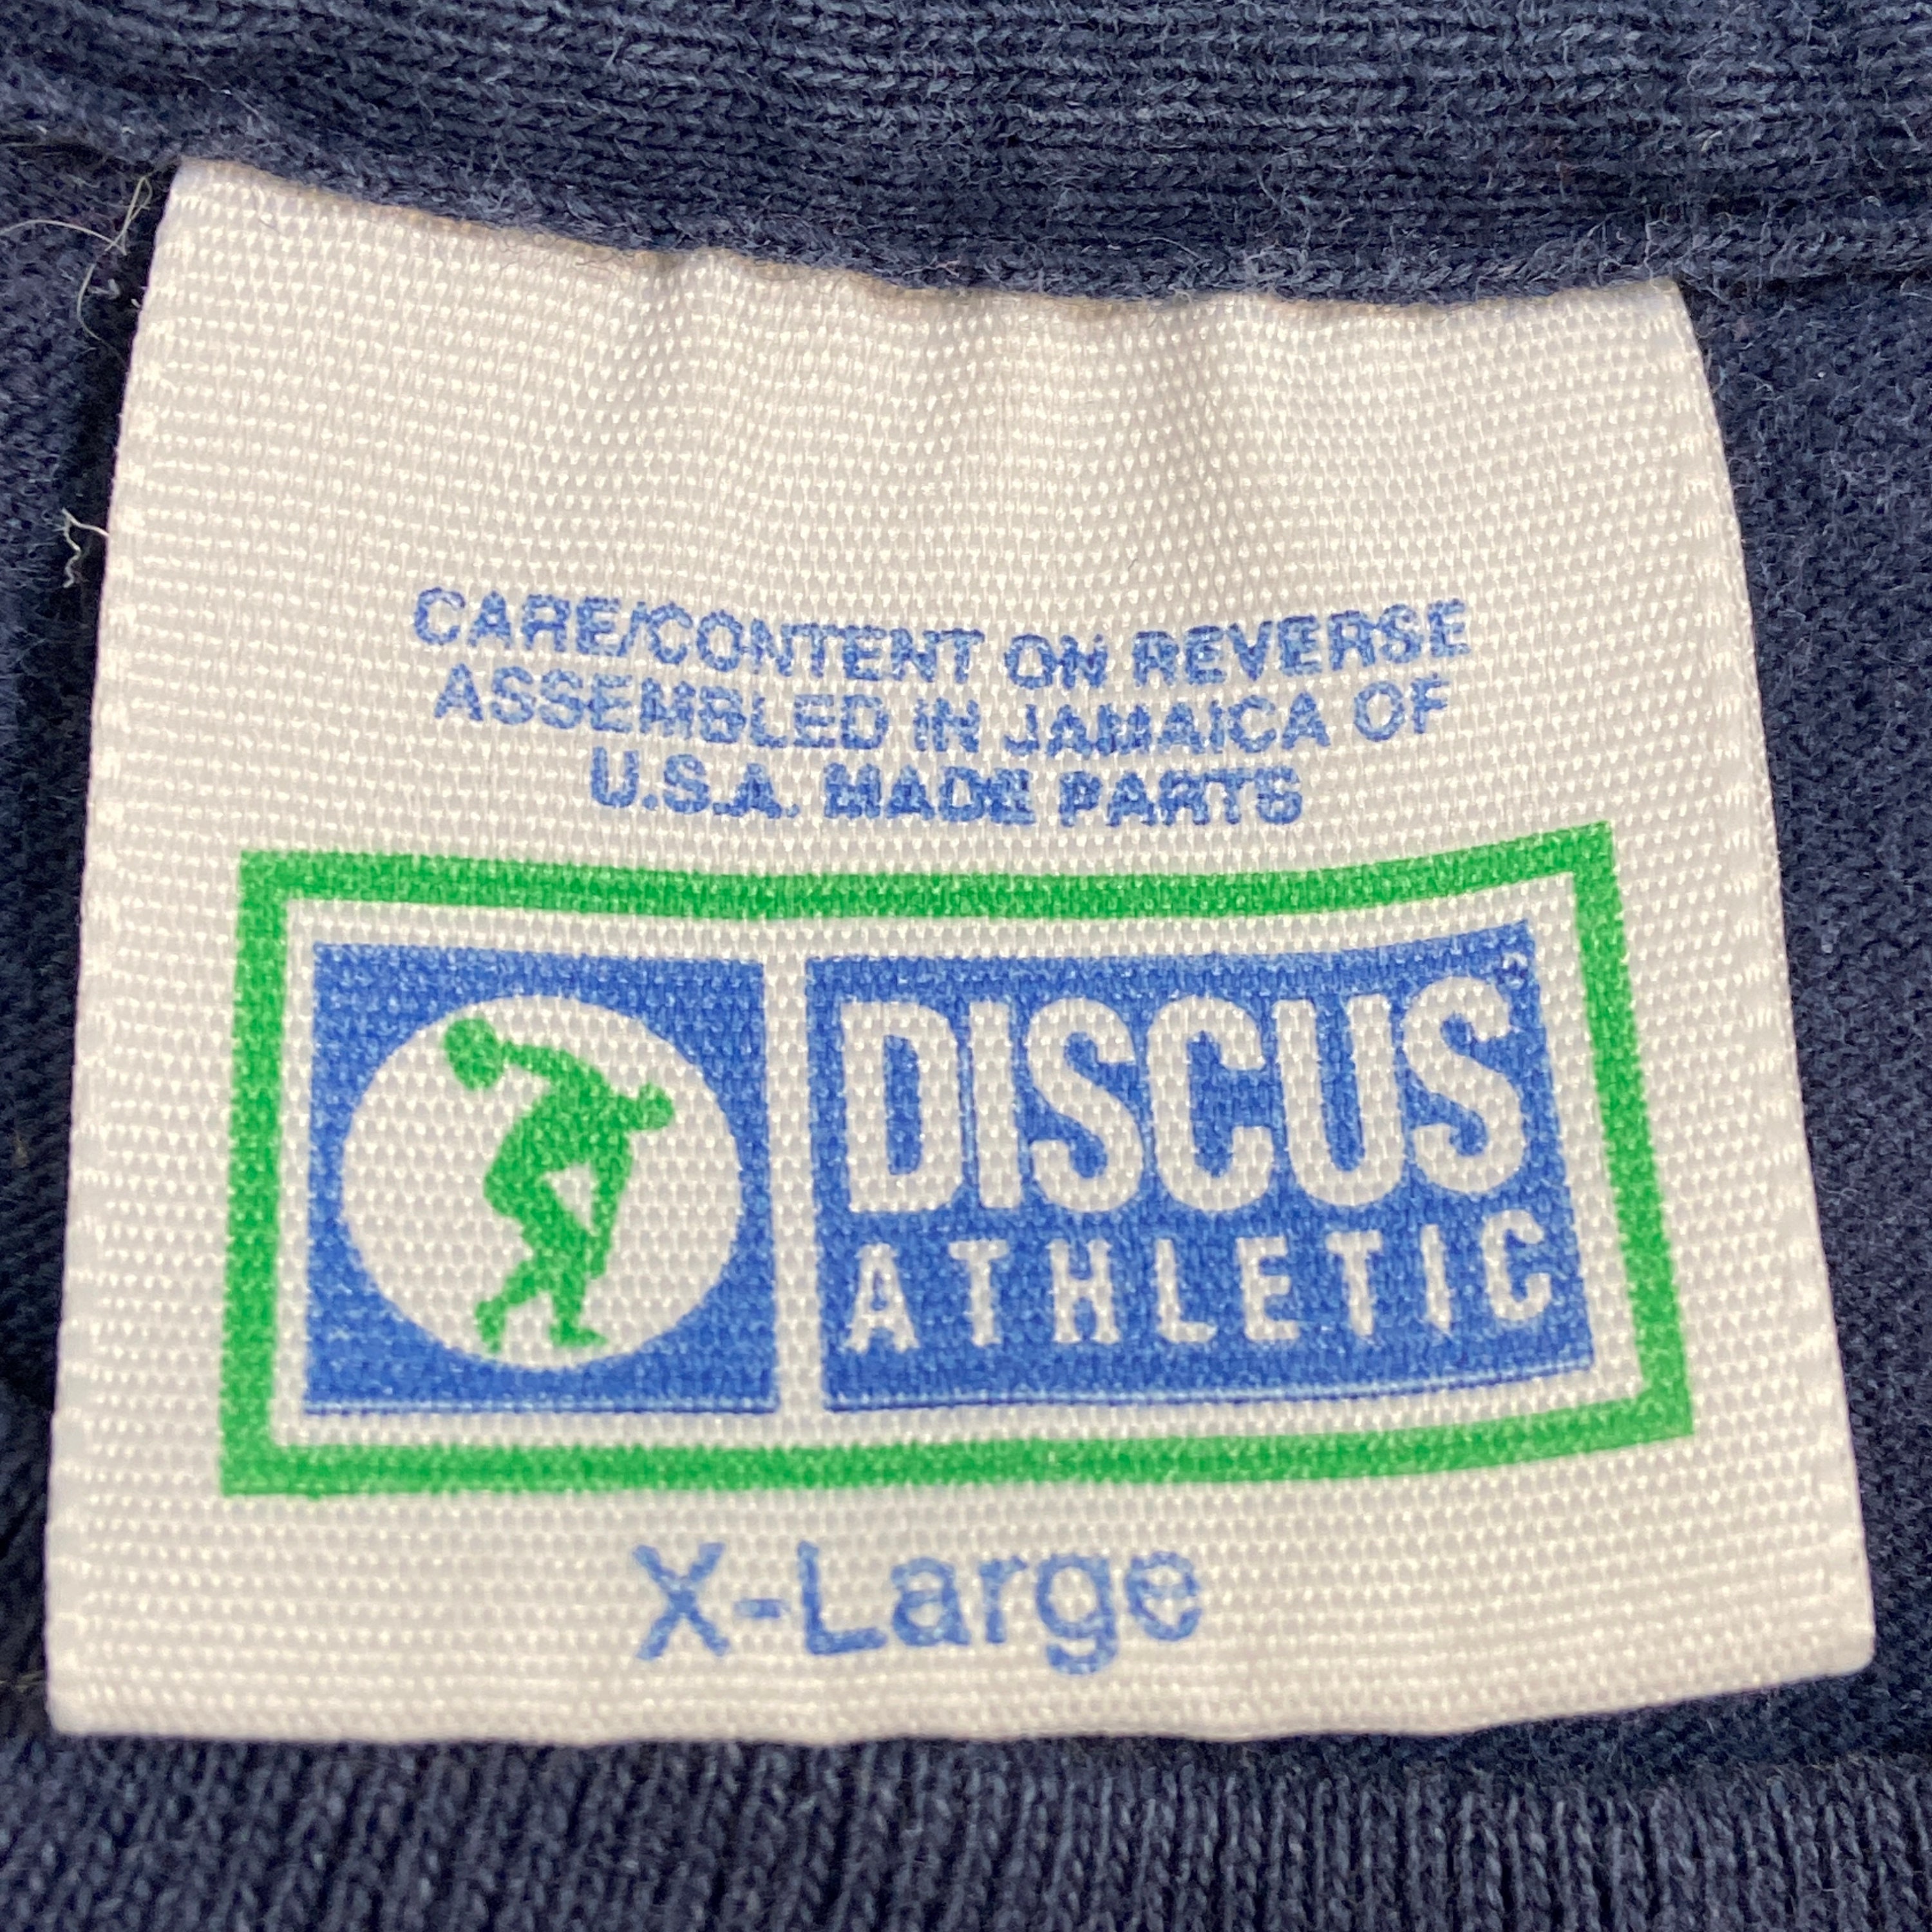 CARE/CONTENT ON REVERSE
ASSEMBLED IN JAMAICA OF
U.S.A. MADE PARTS
DISCUS
ATHLETIC
X-Large